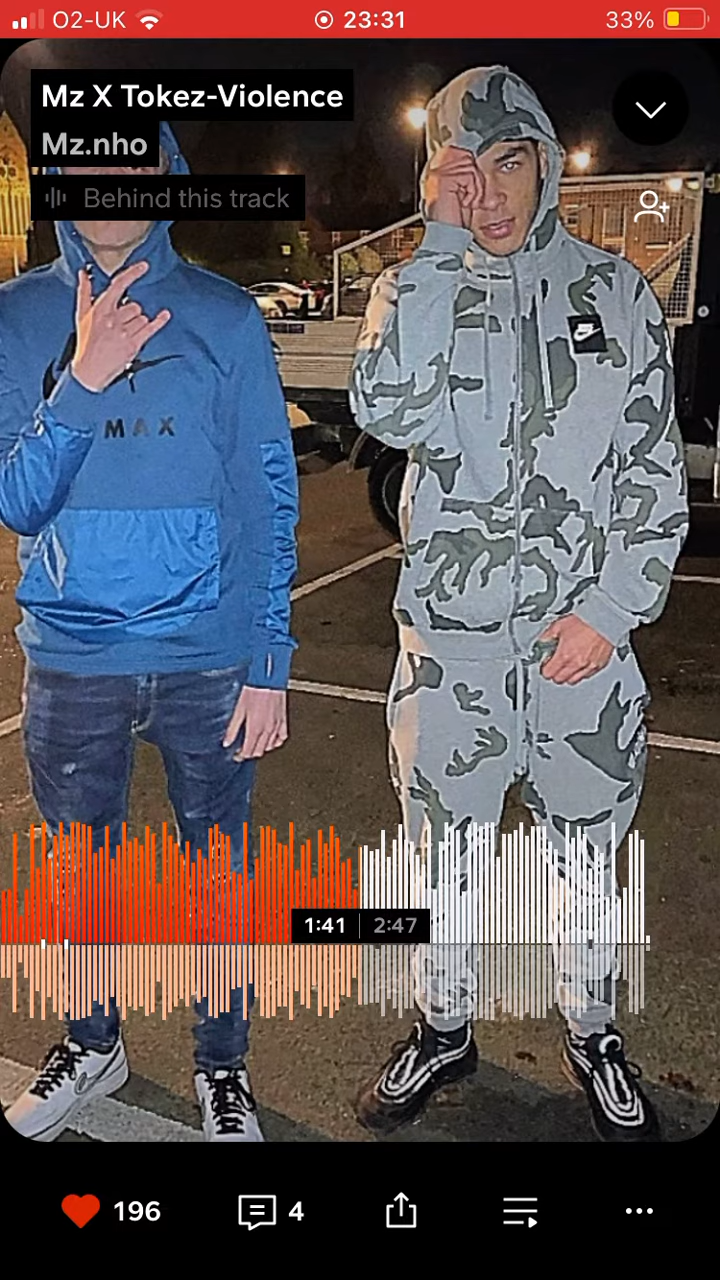 O2-UK 23:31 33%
Mz X Tokez-Violence
Mz.nho
Behind this track
MAX
1:41 2:47
196 4